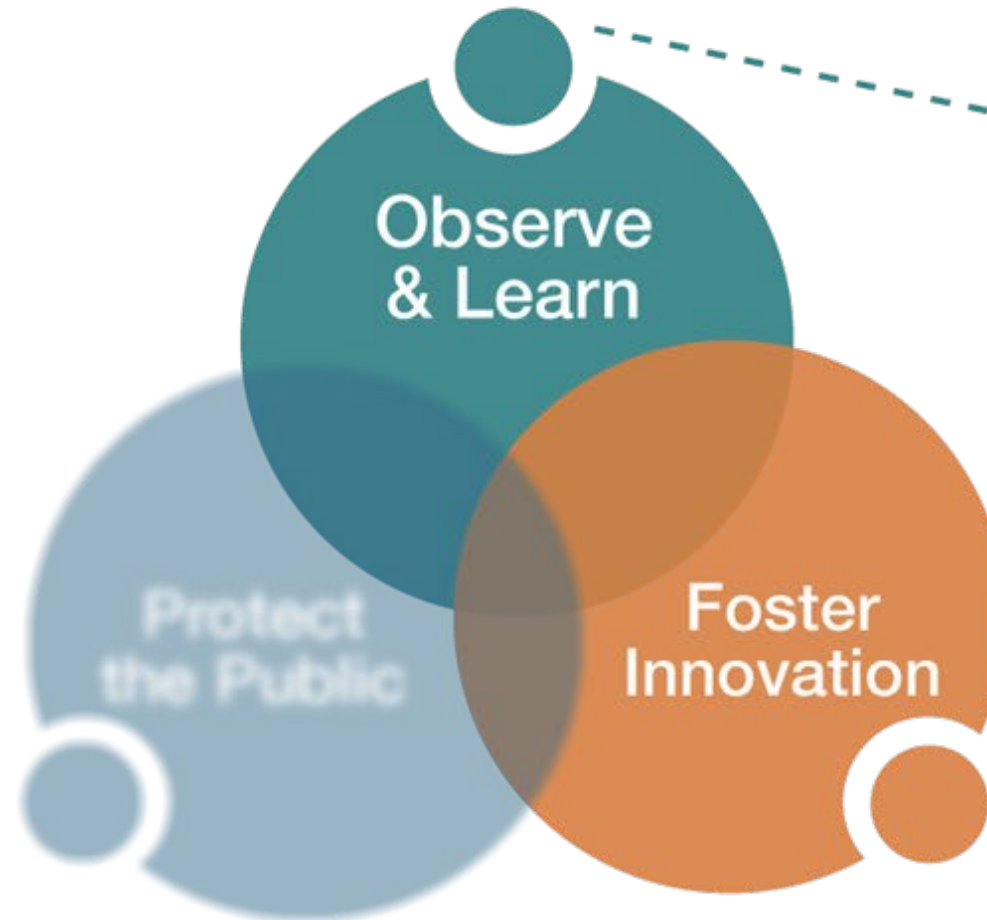 Observe
& Learn
Protect
the Public
Foster
Innovation